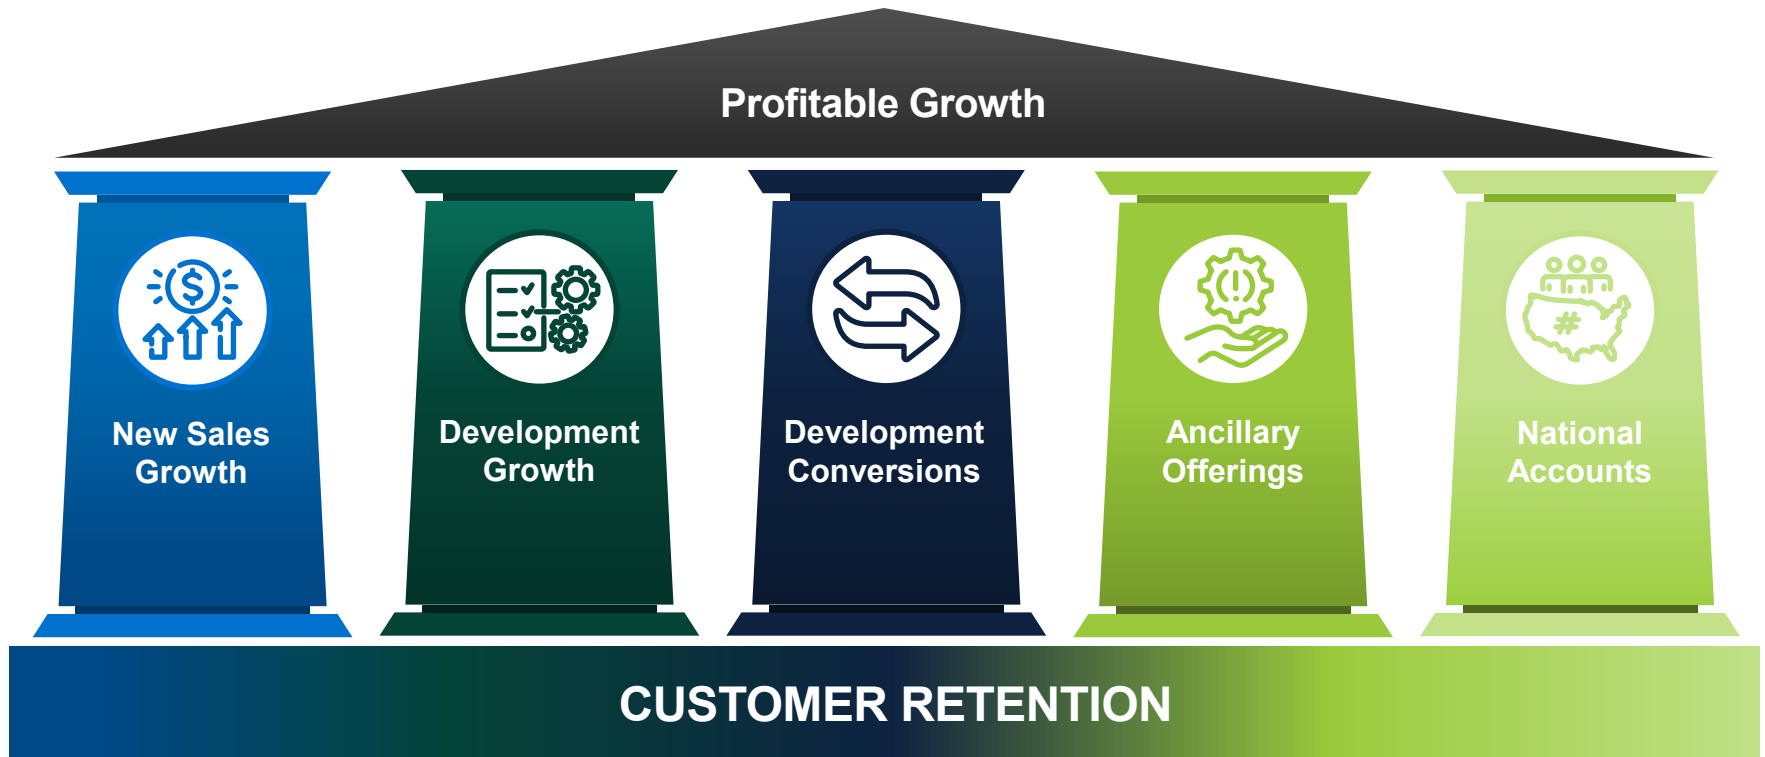 Profitable Growth
New Sales
Growth
Development
Growth
Development
Conversions
Ancillary
Offerings
National
Accounts
$
#
CUSTOMER RETENTION